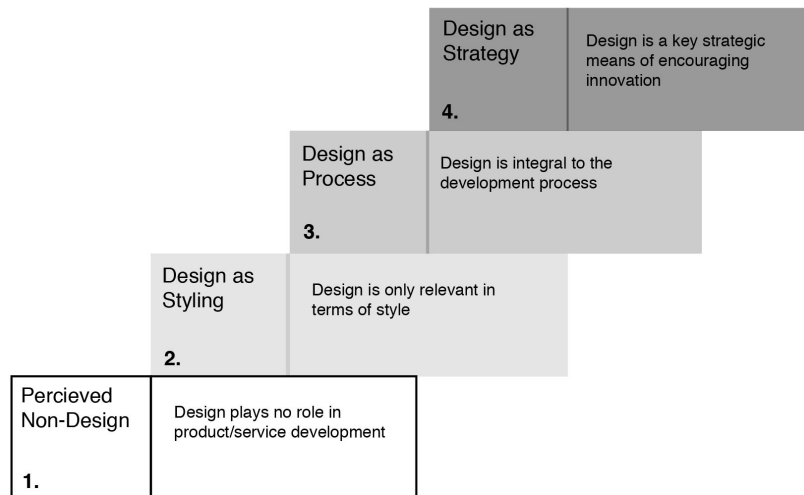 Design as
Strategy
4.
Design is a key strategic
means of encouraging
innovation
Design as
Process
3.
Design is integral to the
development process
Design as
Styling
2.
Design is only relevant in
terms of style
Percieved
Non-Design
1.
Design plays no role in
product/service development